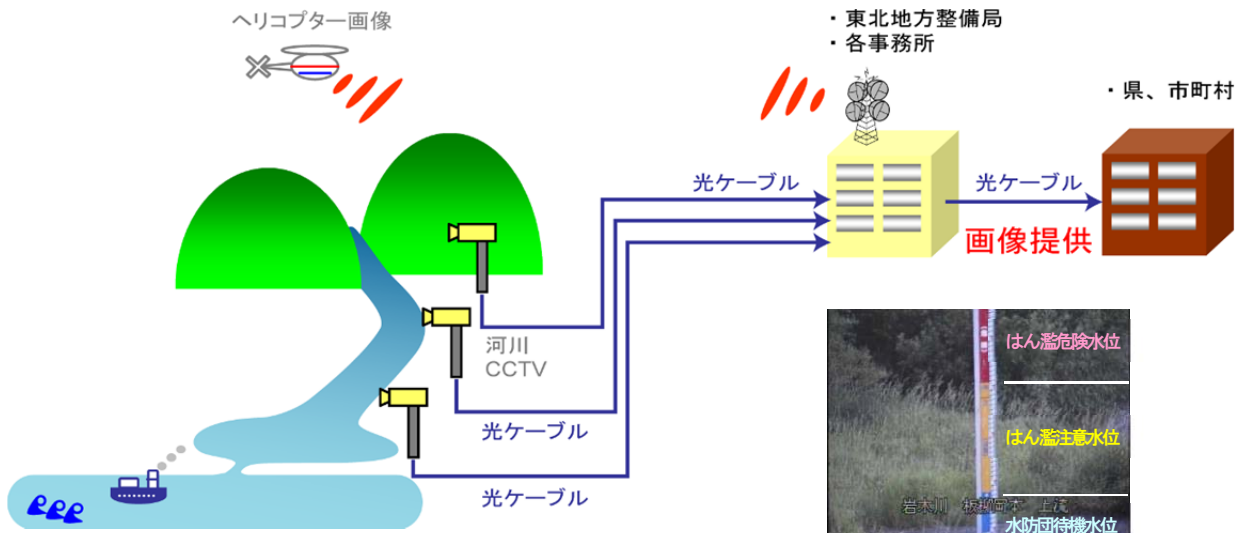 ヘリコプター画像
・東北地方整備局
・各事務所
・県、市町村
光ケーブル
光ケーブル
画像提供
河川
CCTV
光ケーブル
光ケーブル
はん濫危険水位
はん濫注意水位
岩木川 板柳岡本 上流
水防団待機水位